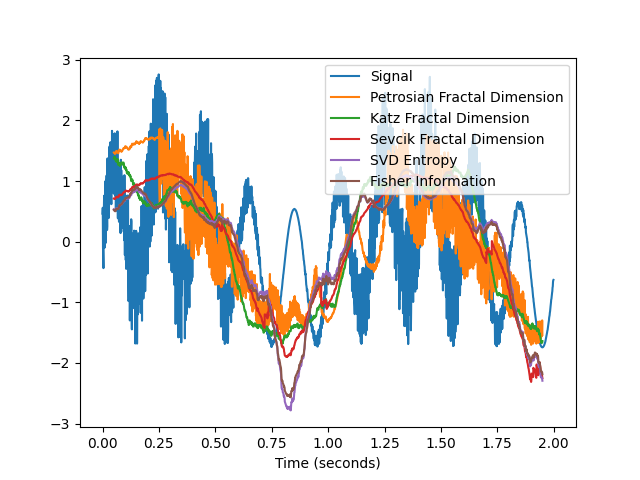 3
2
1
0
−1
−2
−3
0.00 0.25 0.50 0.75 1.00 1.25 1.50 1.75 2.00
Time (seconds)
Signal
Petrosian Fractal Dimension
Katz Fractal Dimension
Sevcik Fractal Dimension
SVD Entropy
Fisher Information